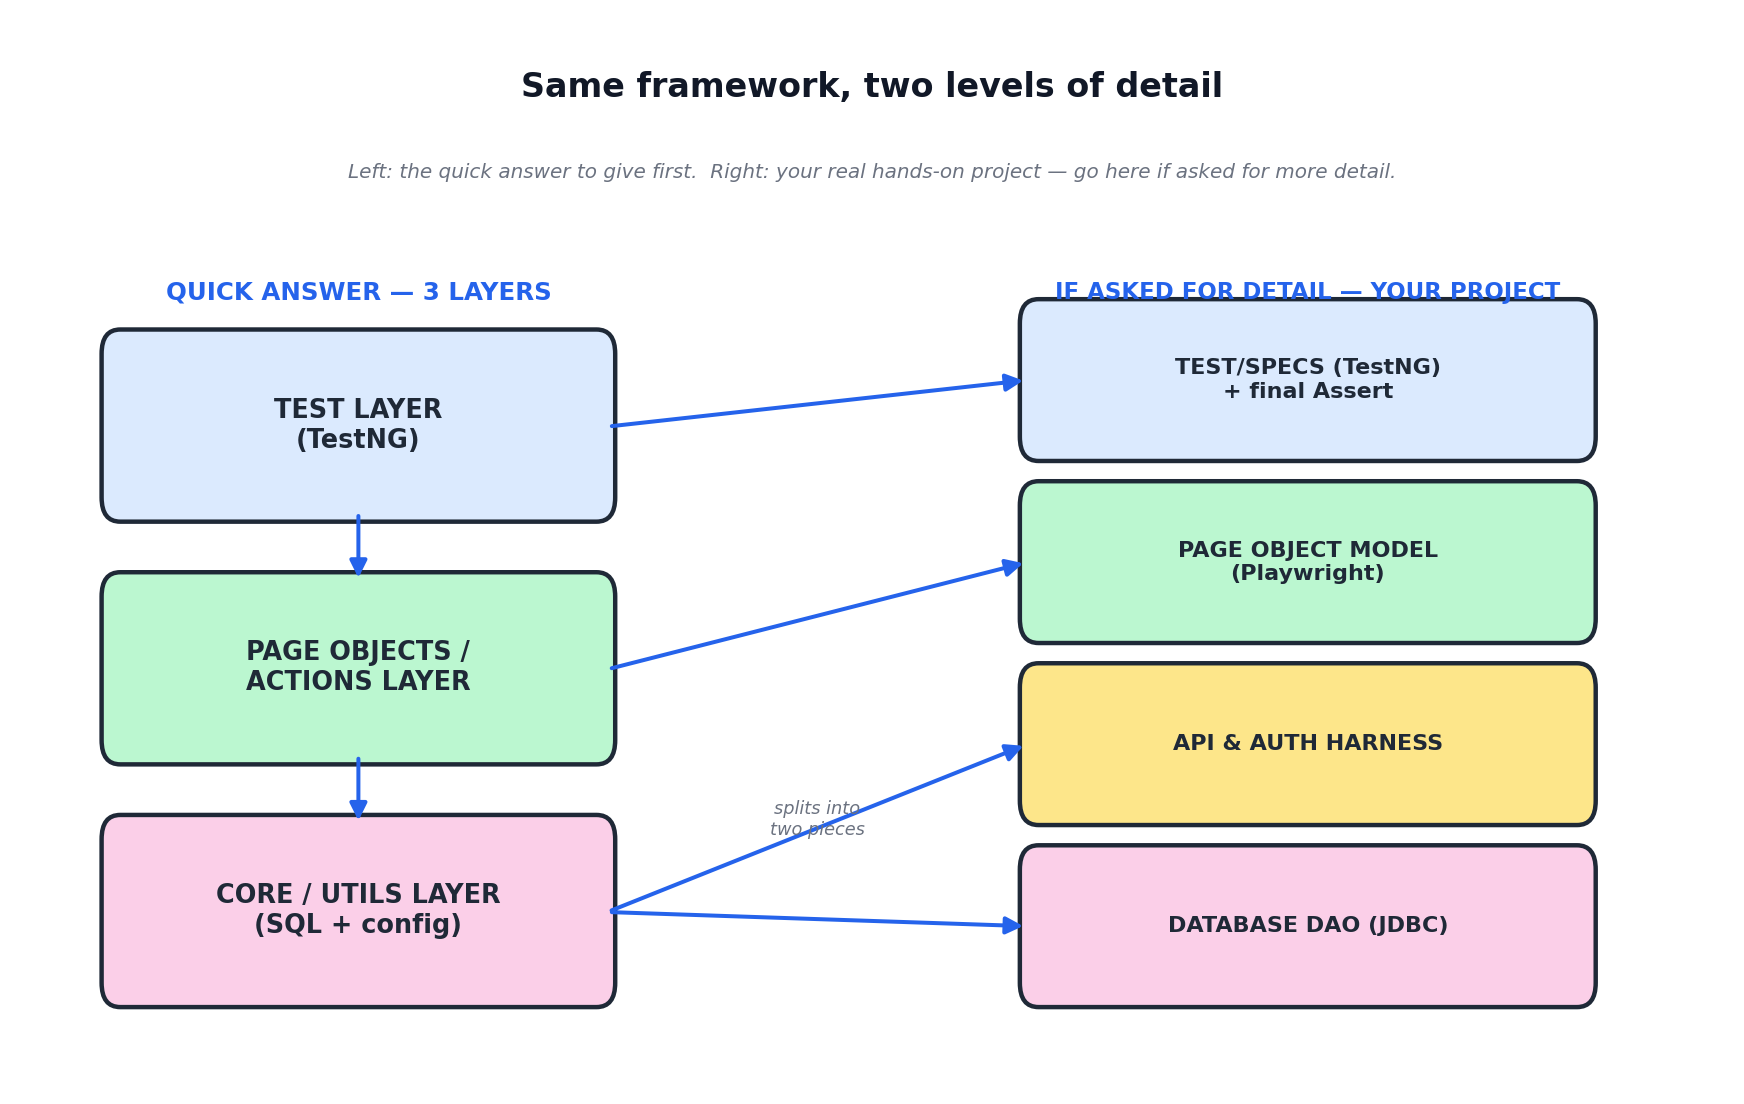 Same framework, two levels of detail
Left: the quick answer to give first.  Right: your real hands-on project — go here if asked for more detail.
QUICK ANSWER — 3 LAYERS
TEST LAYER
(TestNG)
PAGE OBJECTS /
ACTIONS LAYER
CORE / UTILS LAYER
(SQL + config)
splits into
two pieces
IF ASKED FOR DETAIL — YOUR PROJECT
TEST/SPECS (TestNG)
+ final Assert
PAGE OBJECT MODEL
(Playwright)
API & AUTH HARNESS
DATABASE DAO (JDBC)